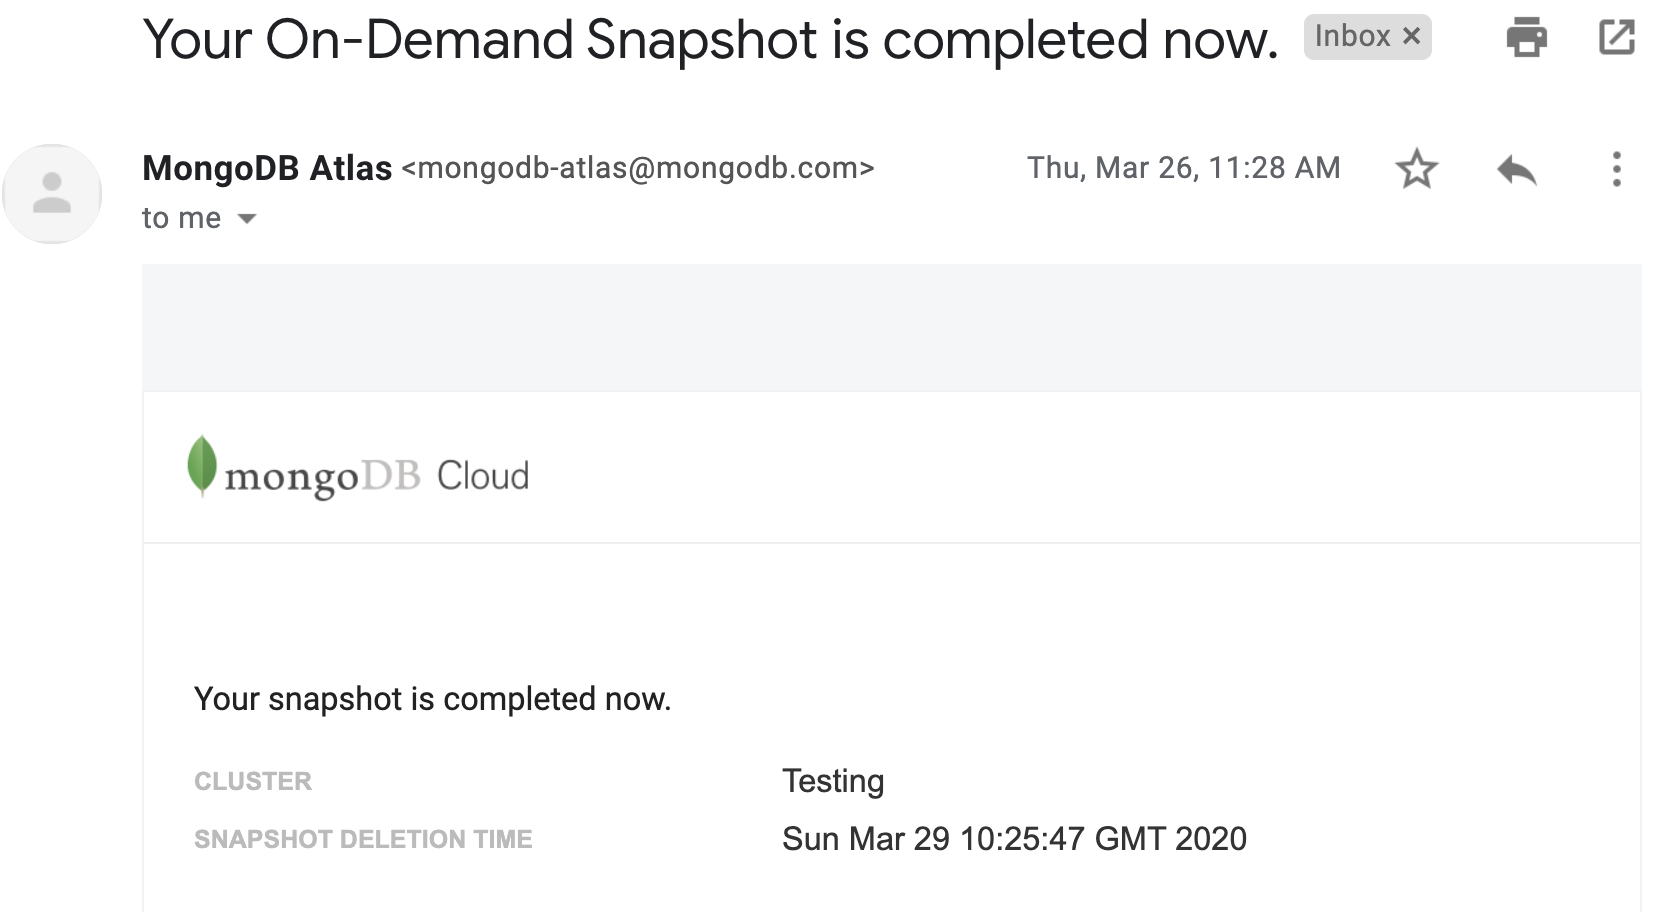 Your On-Demand Snapshot is completed now. Inbox ×
MongoDB Atlas <mongodb-atlas@mongodb.com> Thu, Mar 26, 11:28 AM
to me
mongoDB Cloud
Your snapshot is completed now.
CLUSTER Testing
SNAPSHOT DELETION TIME Sun Mar 29 10:25:47 GMT 2020